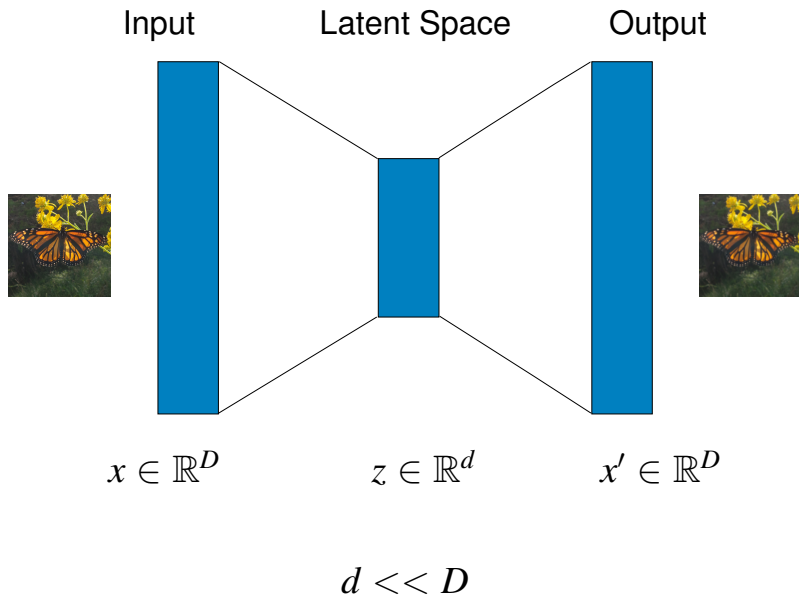 Input Latent Space Output
x ∈ ℝ^D z ∈ ℝ^d x′ ∈ ℝ^D
d << D